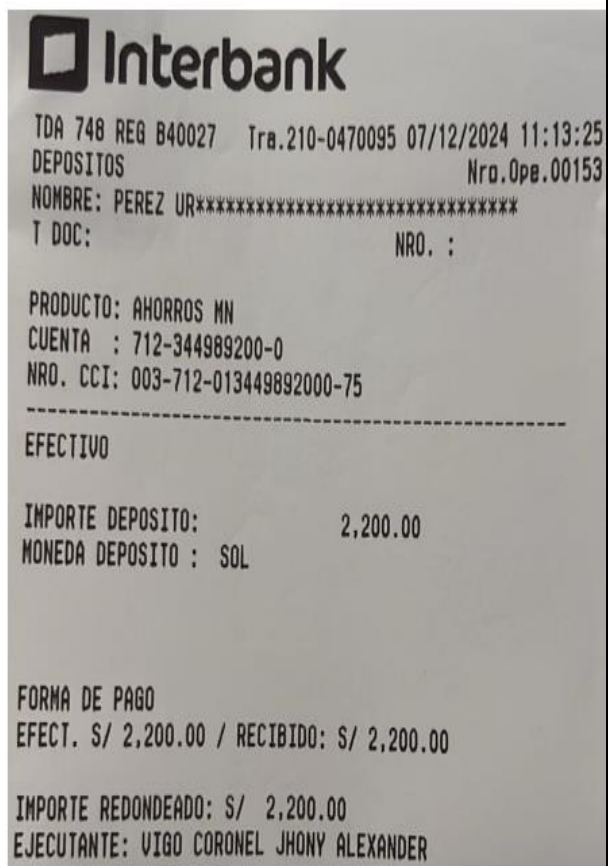 Interbank
TDA 748 REG B40027 Tra.210-0470095 07/12/2024 11:13:25
DEPOSITOS Nro.Ope.00153
NOMBRE: PEREZ UR********************************
T DOC: NRO. :
PRODUCTO: AHORROS MN
CUENTA : 712-344989200-0
NRO. CCI: 003-712-013449892000-75
------------------------------------------------------
EFECTIVO
IMPORTE DEPOSITO: 2,200.00
MONEDA DEPOSITO : SOL
FORMA DE PAGO
EFECT. S/ 2,200.00 / RECIBIDO: S/ 2,200.00
IMPORTE REDONDEADO: S/ 2,200.00
EJECUTANTE: VIGO CORONEL JHONY ALEXANDER